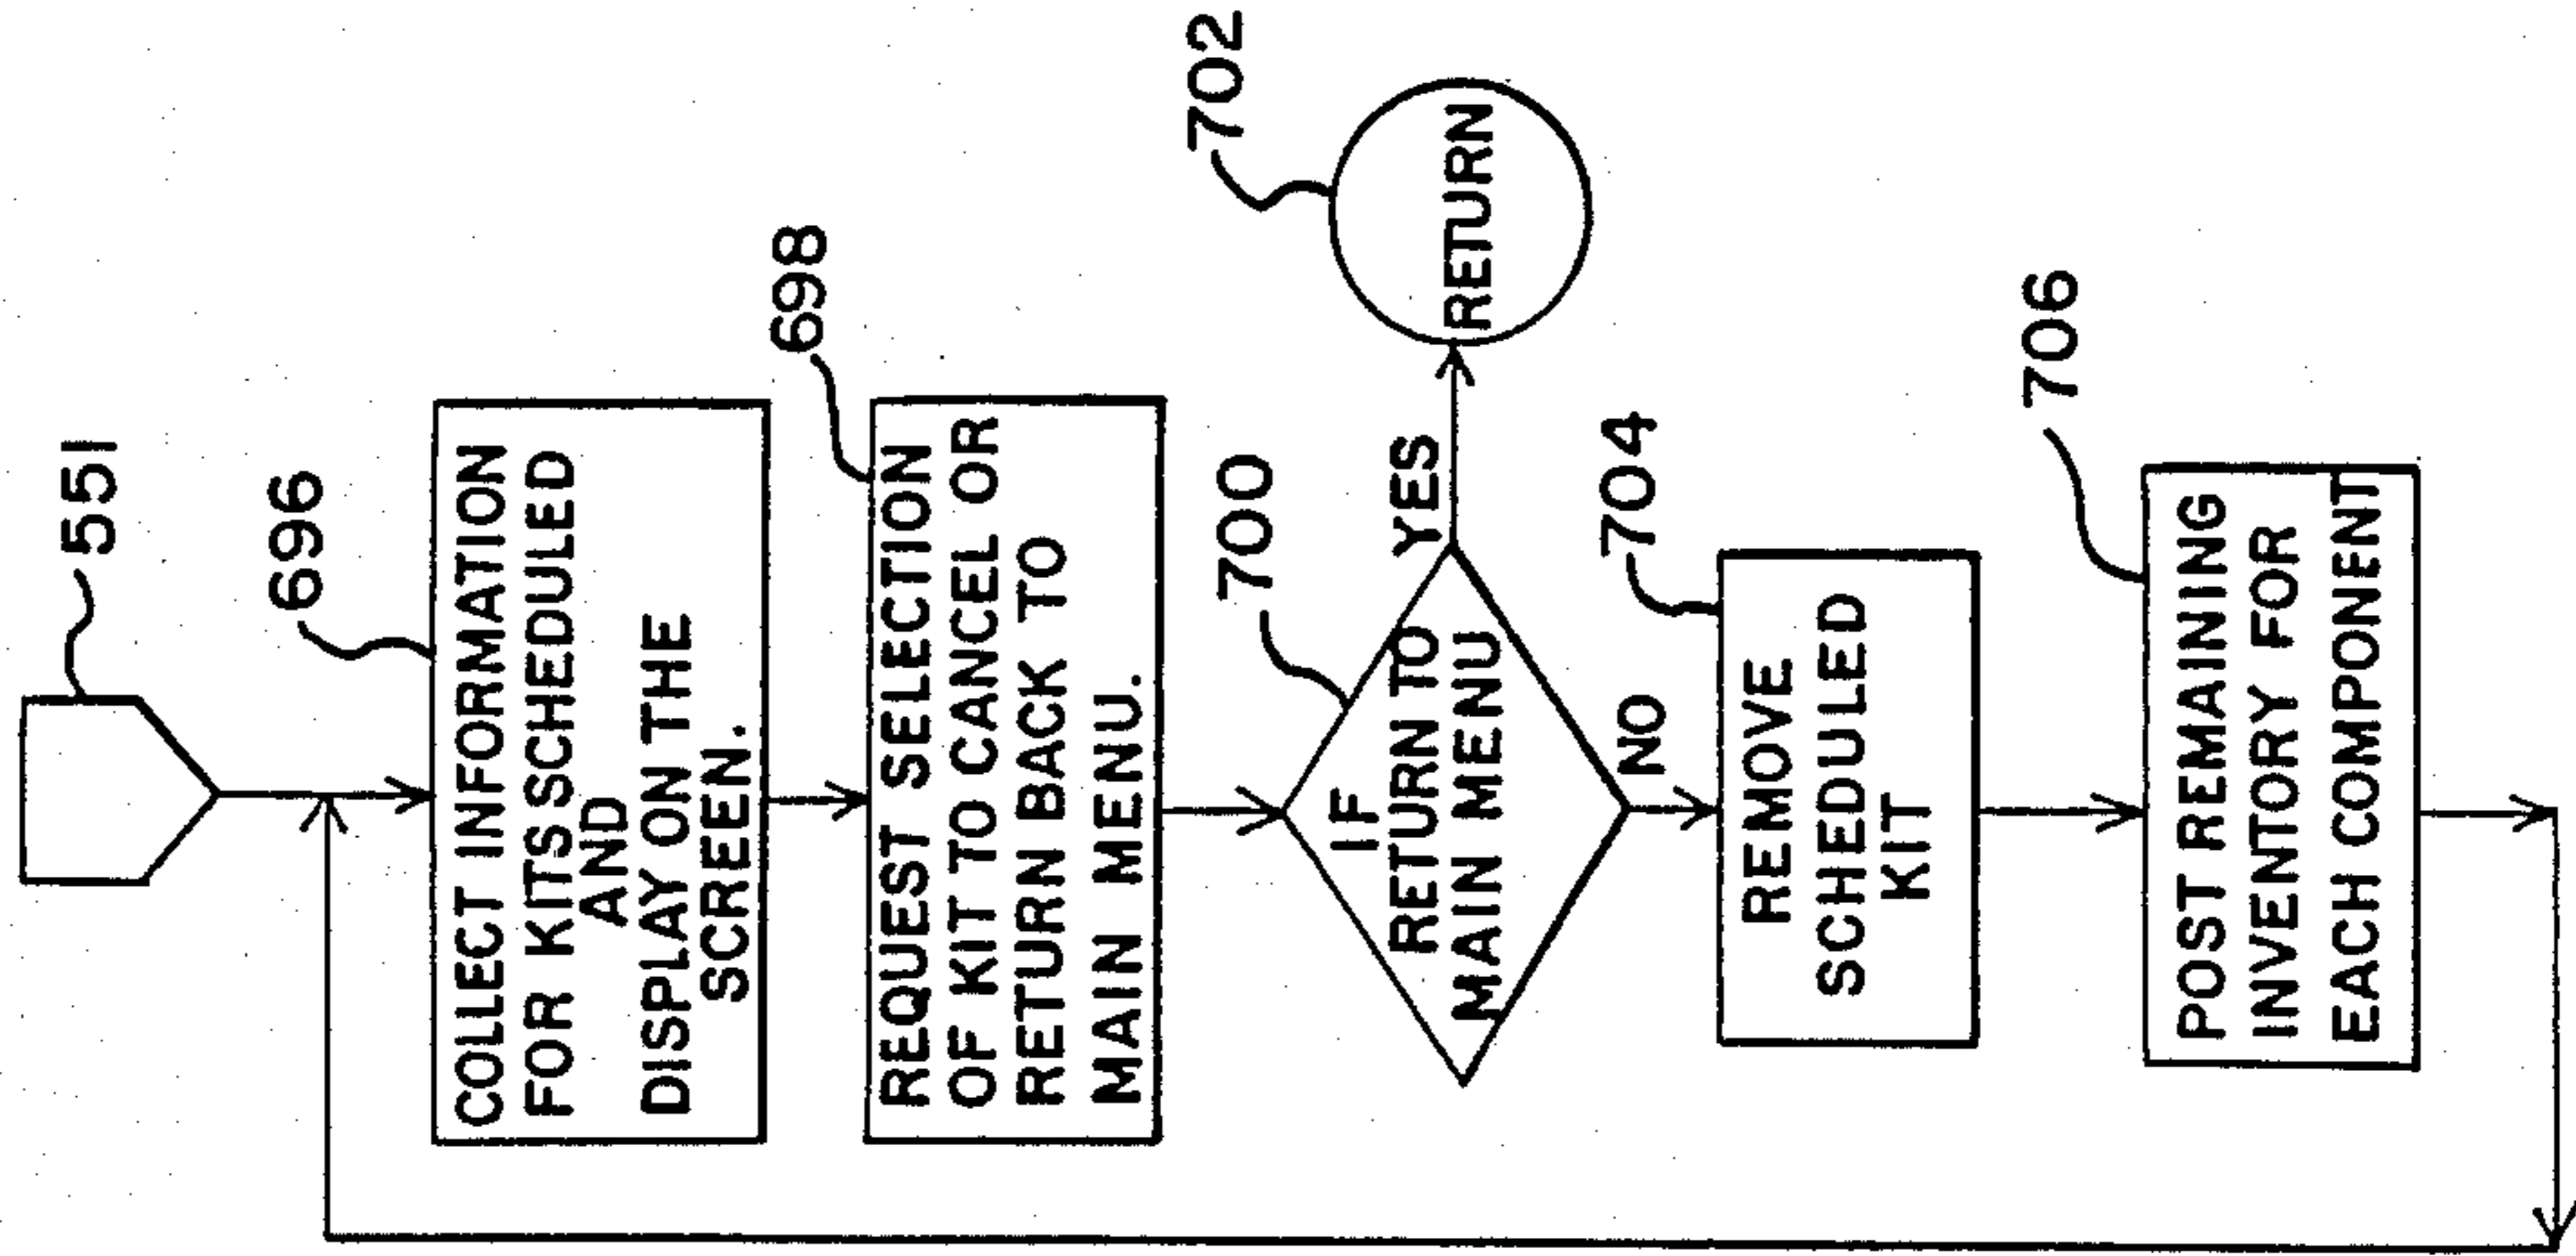 551
696
COLLECT INFORMATION
FOR KITS SCHEDULED
AND
DISPLAY ON THE
SCREEN.
698
REQUEST SELECTION
OF KIT TO CANCEL OR
RETURN BACK TO
MAIN MENU.
700
IF
RETURN TO
MAIN MENU
YES
702
RETURN
NO
704
REMOVE
SCHEDULED
KIT
706
POST REMAINING
INVENTORY FOR
EACH COMPONENT